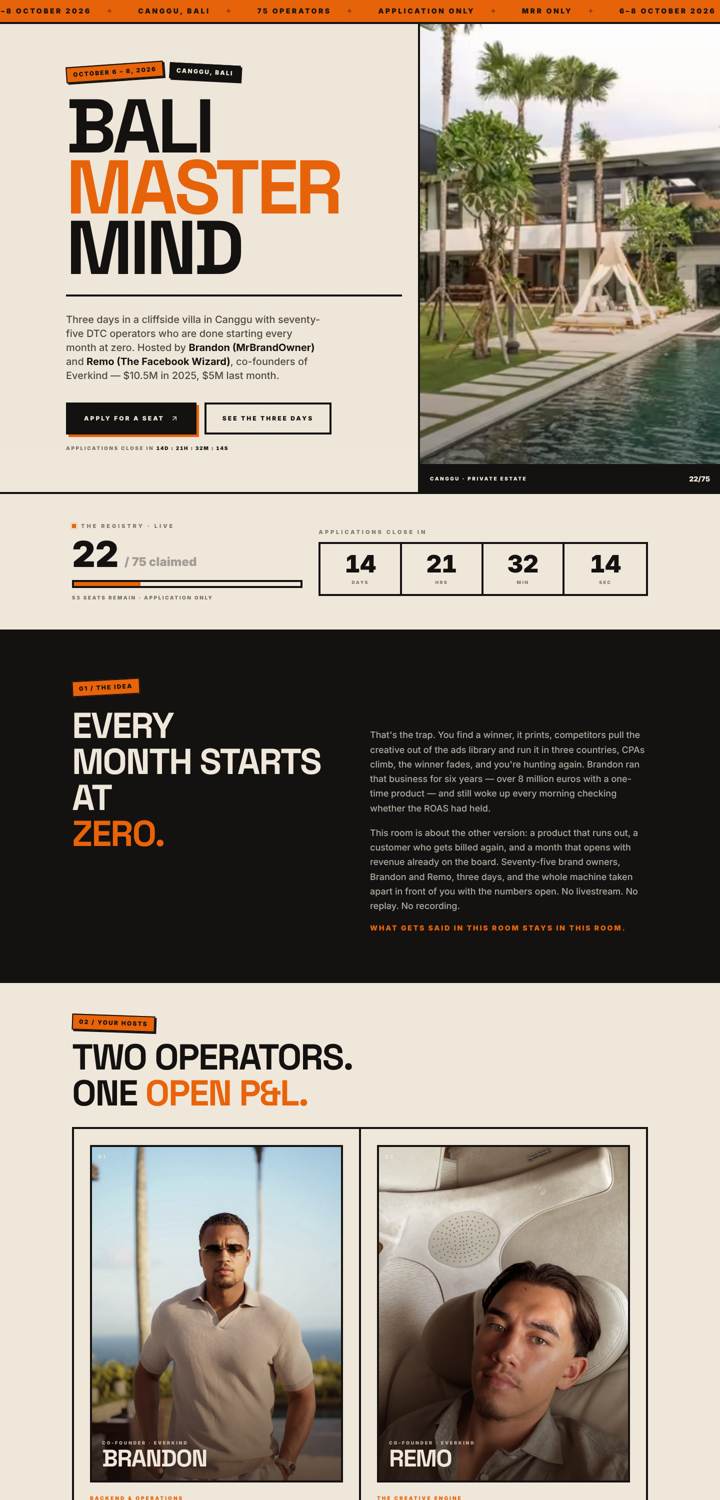 –8 OCTOBER 2026 + CANGGU, BALI + 75 OPERATORS + APPLICATION ONLY + MRR ONLY + 6–8 OCTOBER 2026
OCTOBER 6 – 8, 2026
CANGGU, BALI
BALI
MASTER
MIND
Three days in a cliffside villa in Canggu with seventy-
five DTC operators who are done starting every
month at zero. Hosted by Brandon (MrBrandOwner)
and Remo (The Facebook Wizard), co-founders of
Everkind — $10.5M in 2025, $5M last month.
APPLY FOR A SEAT ↗
SEE THE THREE DAYS
APPLICATIONS CLOSE IN 14D : 21H : 32M : 14S
CANGGU · PRIVATE ESTATE
22/75
THE REGISTRY · LIVE
22 / 75 claimed
53 SEATS REMAIN · APPLICATION ONLY
APPLICATIONS CLOSE IN
14 21 32 14
DAYS HRS MIN SEC
01 / THE IDEA
EVERY
MONTH STARTS
AT
ZERO.
That's the trap. You find a winner, it prints, competitors pull the
creative out of the ads library and run it in three countries, CPAs
climb, the winner fades, and you're hunting again. Brandon ran
that business for six years — over 8 million euros with a one-
time product — and still woke up every morning checking
whether the ROAS had held.
This room is about the other version: a product that runs out, a
customer who gets billed again, and a month that opens with
revenue already on the board. Seventy-five brand owners,
Brandon and Remo, three days, and the whole machine taken
apart in front of you with the numbers open. No livestream. No
replay. No recording.
WHAT GETS SAID IN THIS ROOM STAYS IN THIS ROOM.
02 / YOUR HOSTS
TWO OPERATORS.
ONE OPEN P&L.
CO-FOUNDER · EVERKIND
BRANDON
CO-FOUNDER · EVERKIND
REMO
BACKEND & OPERATIONS
THE CREATIVE ENGINE